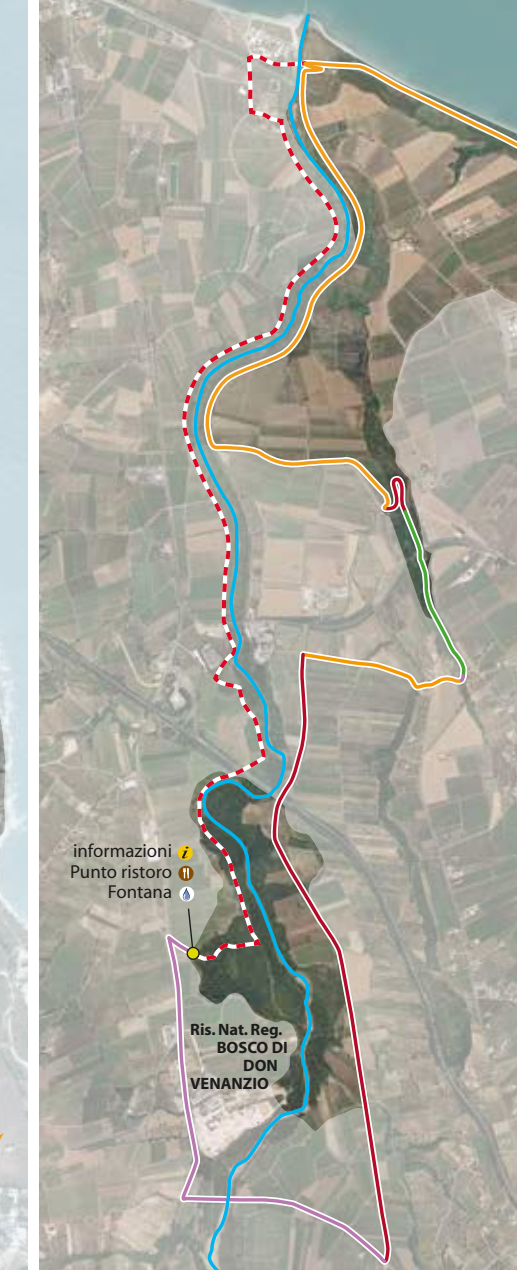 informazioni i
Punto ristoro
Fontana
Ris. Nat. Reg.
BOSCO DI
DON
VENANZIO